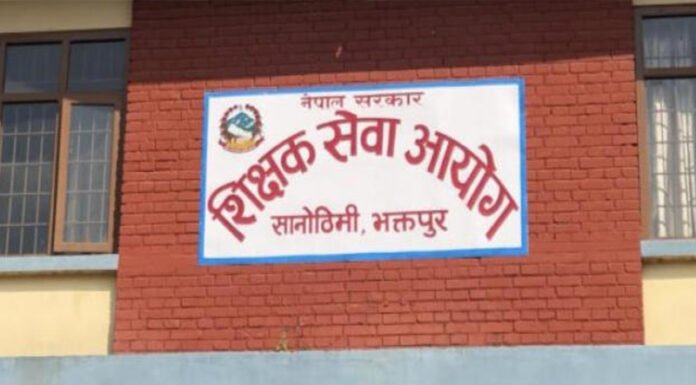 नेपाल सरकार
शिक्षक सेवा आयोग
सानोठिमी, भक्तपुर